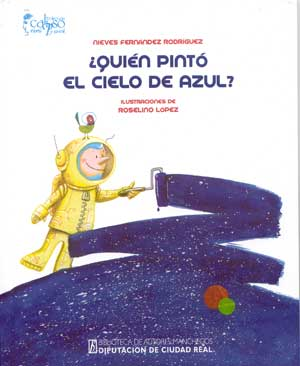 NIEVES FERNÁNDEZ RODRÍGUEZ
¿QUIÉN PINTÓ
EL CIELO DE AZUL?
ILUSTRACIONES DE
ROSELINO LÓPEZ
BIBLIOTECA DE AUTORES MANCHEGOS
DIPUTACIÓN DE CIUDAD REAL